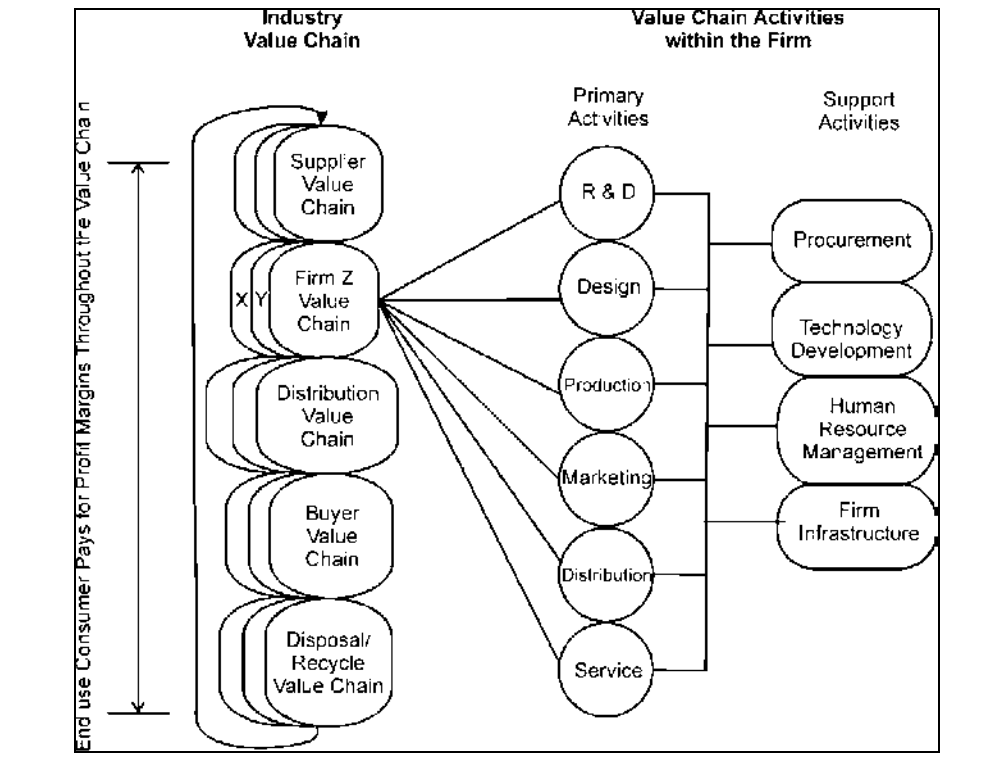 Industry
Value Chain
Value Chain Activities
within the Firm
Primary
Activities
Support
Activities
End use Consumer Pays for Profit Margins Throughout the Value Chain
Supplier
Value
Chain
X Y
Firm Z
Value
Chain
Distribution
Value
Chain
Buyer
Value
Chain
Disposal/
Recycle
Value Chain
R & D
Design
Production
Marketing
Distribution
Service
Procurement
Technology
Development
Human
Resource
Management
Firm
Infrastructure